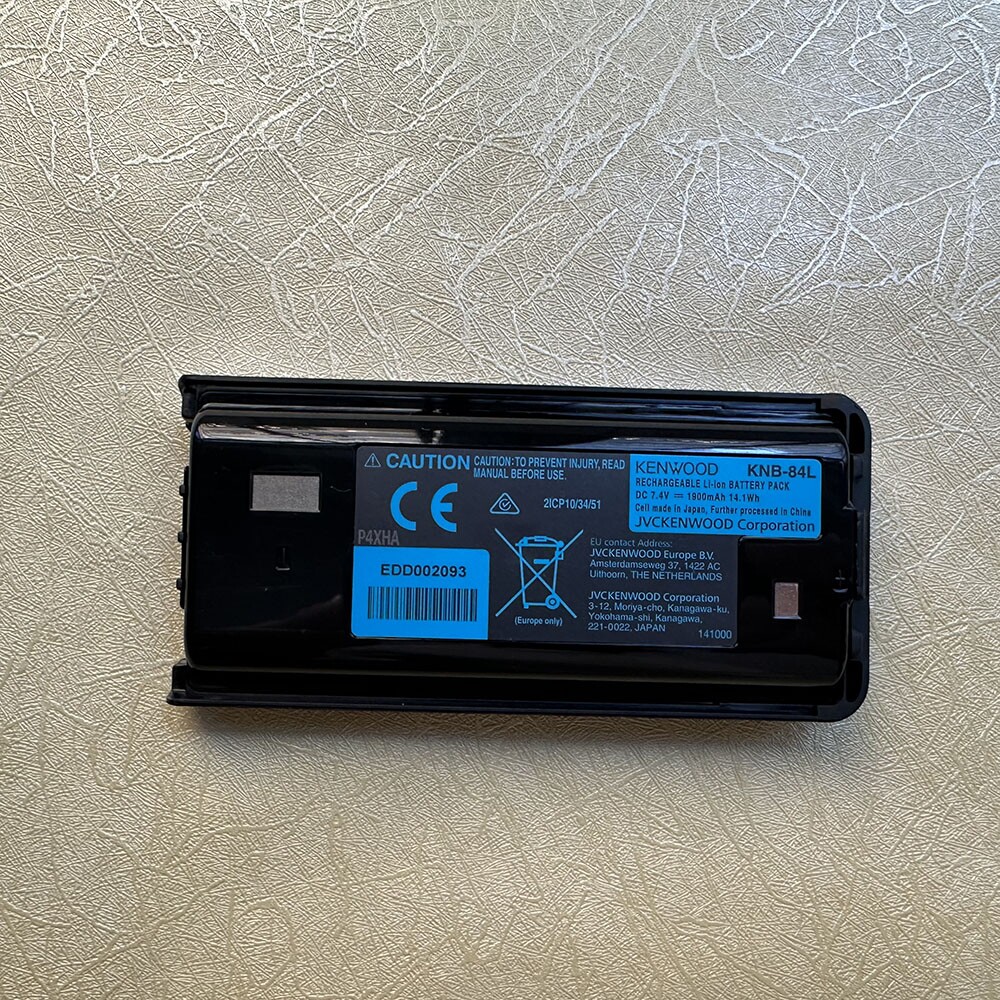 ⚠ CAUTION CAUTION: TO PREVENT INJURY, READ
MANUAL BEFORE USE.
CE
2ICP10/34/51
P4XHA
EDD002093
(Europe only)
KENWOOD KNB-84L
RECHARGEABLE Li-ion BATTERY PACK
DC 7.4V ⎓ 1900mAh 14.1Wh
Cell made in Japan, Further processed in China
JVCKENWOOD Corporation
EU contact Address:
JVCKENWOOD Europe B.V.
Amsterdamseweg 37, 1422 AC
Uithoorn, THE NETHERLANDS
JVCKENWOOD Corporation
3-12, Moriya-cho, Kanagawa-ku,
Yokohama-shi, Kanagawa,
221-0022, JAPAN
141000